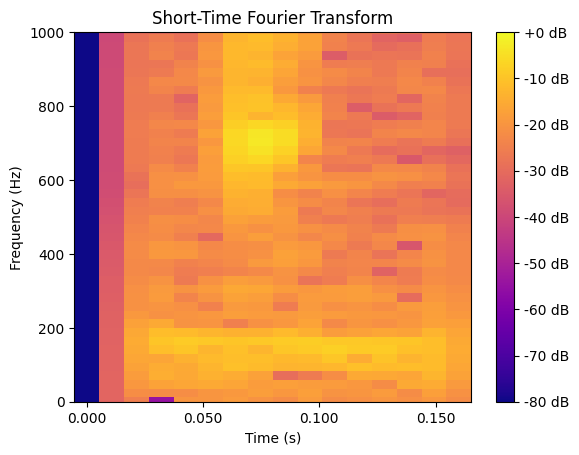 Short-Time Fourier Transform
1000
800
600
400
200
0
Frequency (Hz)
0.000
0.050
0.100
0.150
Time (s)
+0 dB
-10 dB
-20 dB
-30 dB
-40 dB
-50 dB
-60 dB
-70 dB
-80 dB